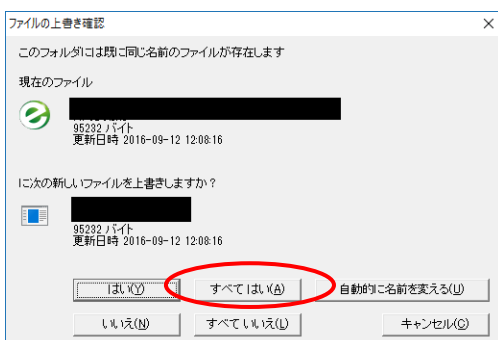 ファイルの上書き確認
このフォルダには既に同じ名前のファイルが存在します
現在のファイル
95232 バイト
更新日時 2016-09-12 12:08:16
に次の新しいファイルを上書きしますか？
95232 バイト
更新日時 2016-09-12 12:08:16
はい(Y) すべてはい(A) 自動的に名前を変える(U)
いいえ(N) すべていいえ(L) キャンセル(C)